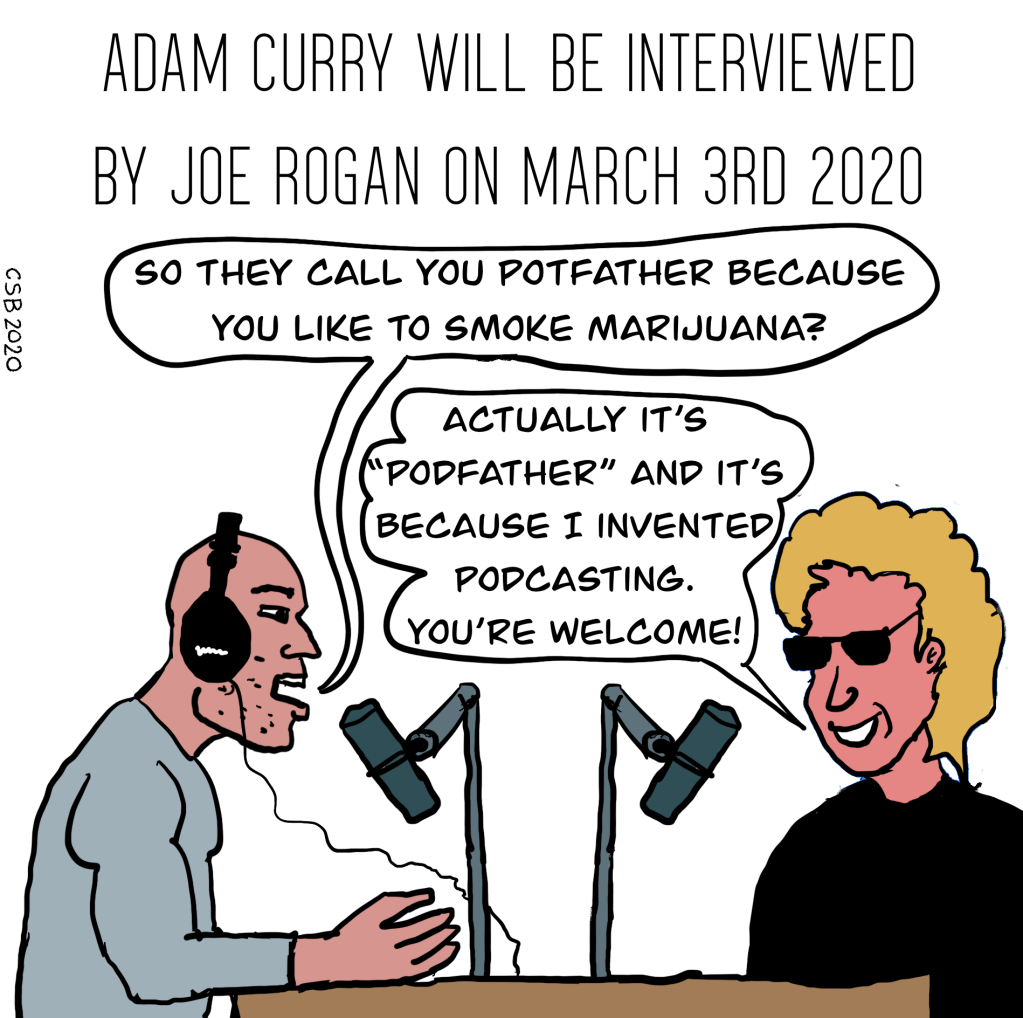 ADAM CURRY WILL BE INTERVIEWED
BY JOE ROGAN ON MARCH 3RD 2020
CSB 2020
SO THEY CALL YOU POTFATHER BECAUSE
YOU LIKE TO SMOKE MARIJUANA?
ACTUALLY IT'S
"PODFATHER" AND IT'S
BECAUSE I INVENTED
PODCASTING.
YOU'RE WELCOME!